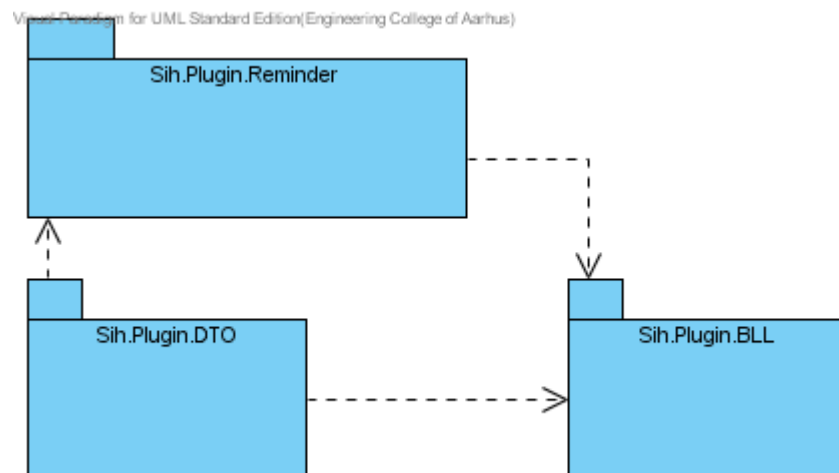 Visual Paradigm for UML Standard Edition(Engineering College of Aarhus)
Sih.Plugin.Reminder
Sih.Plugin.DTO
Sih.Plugin.BLL